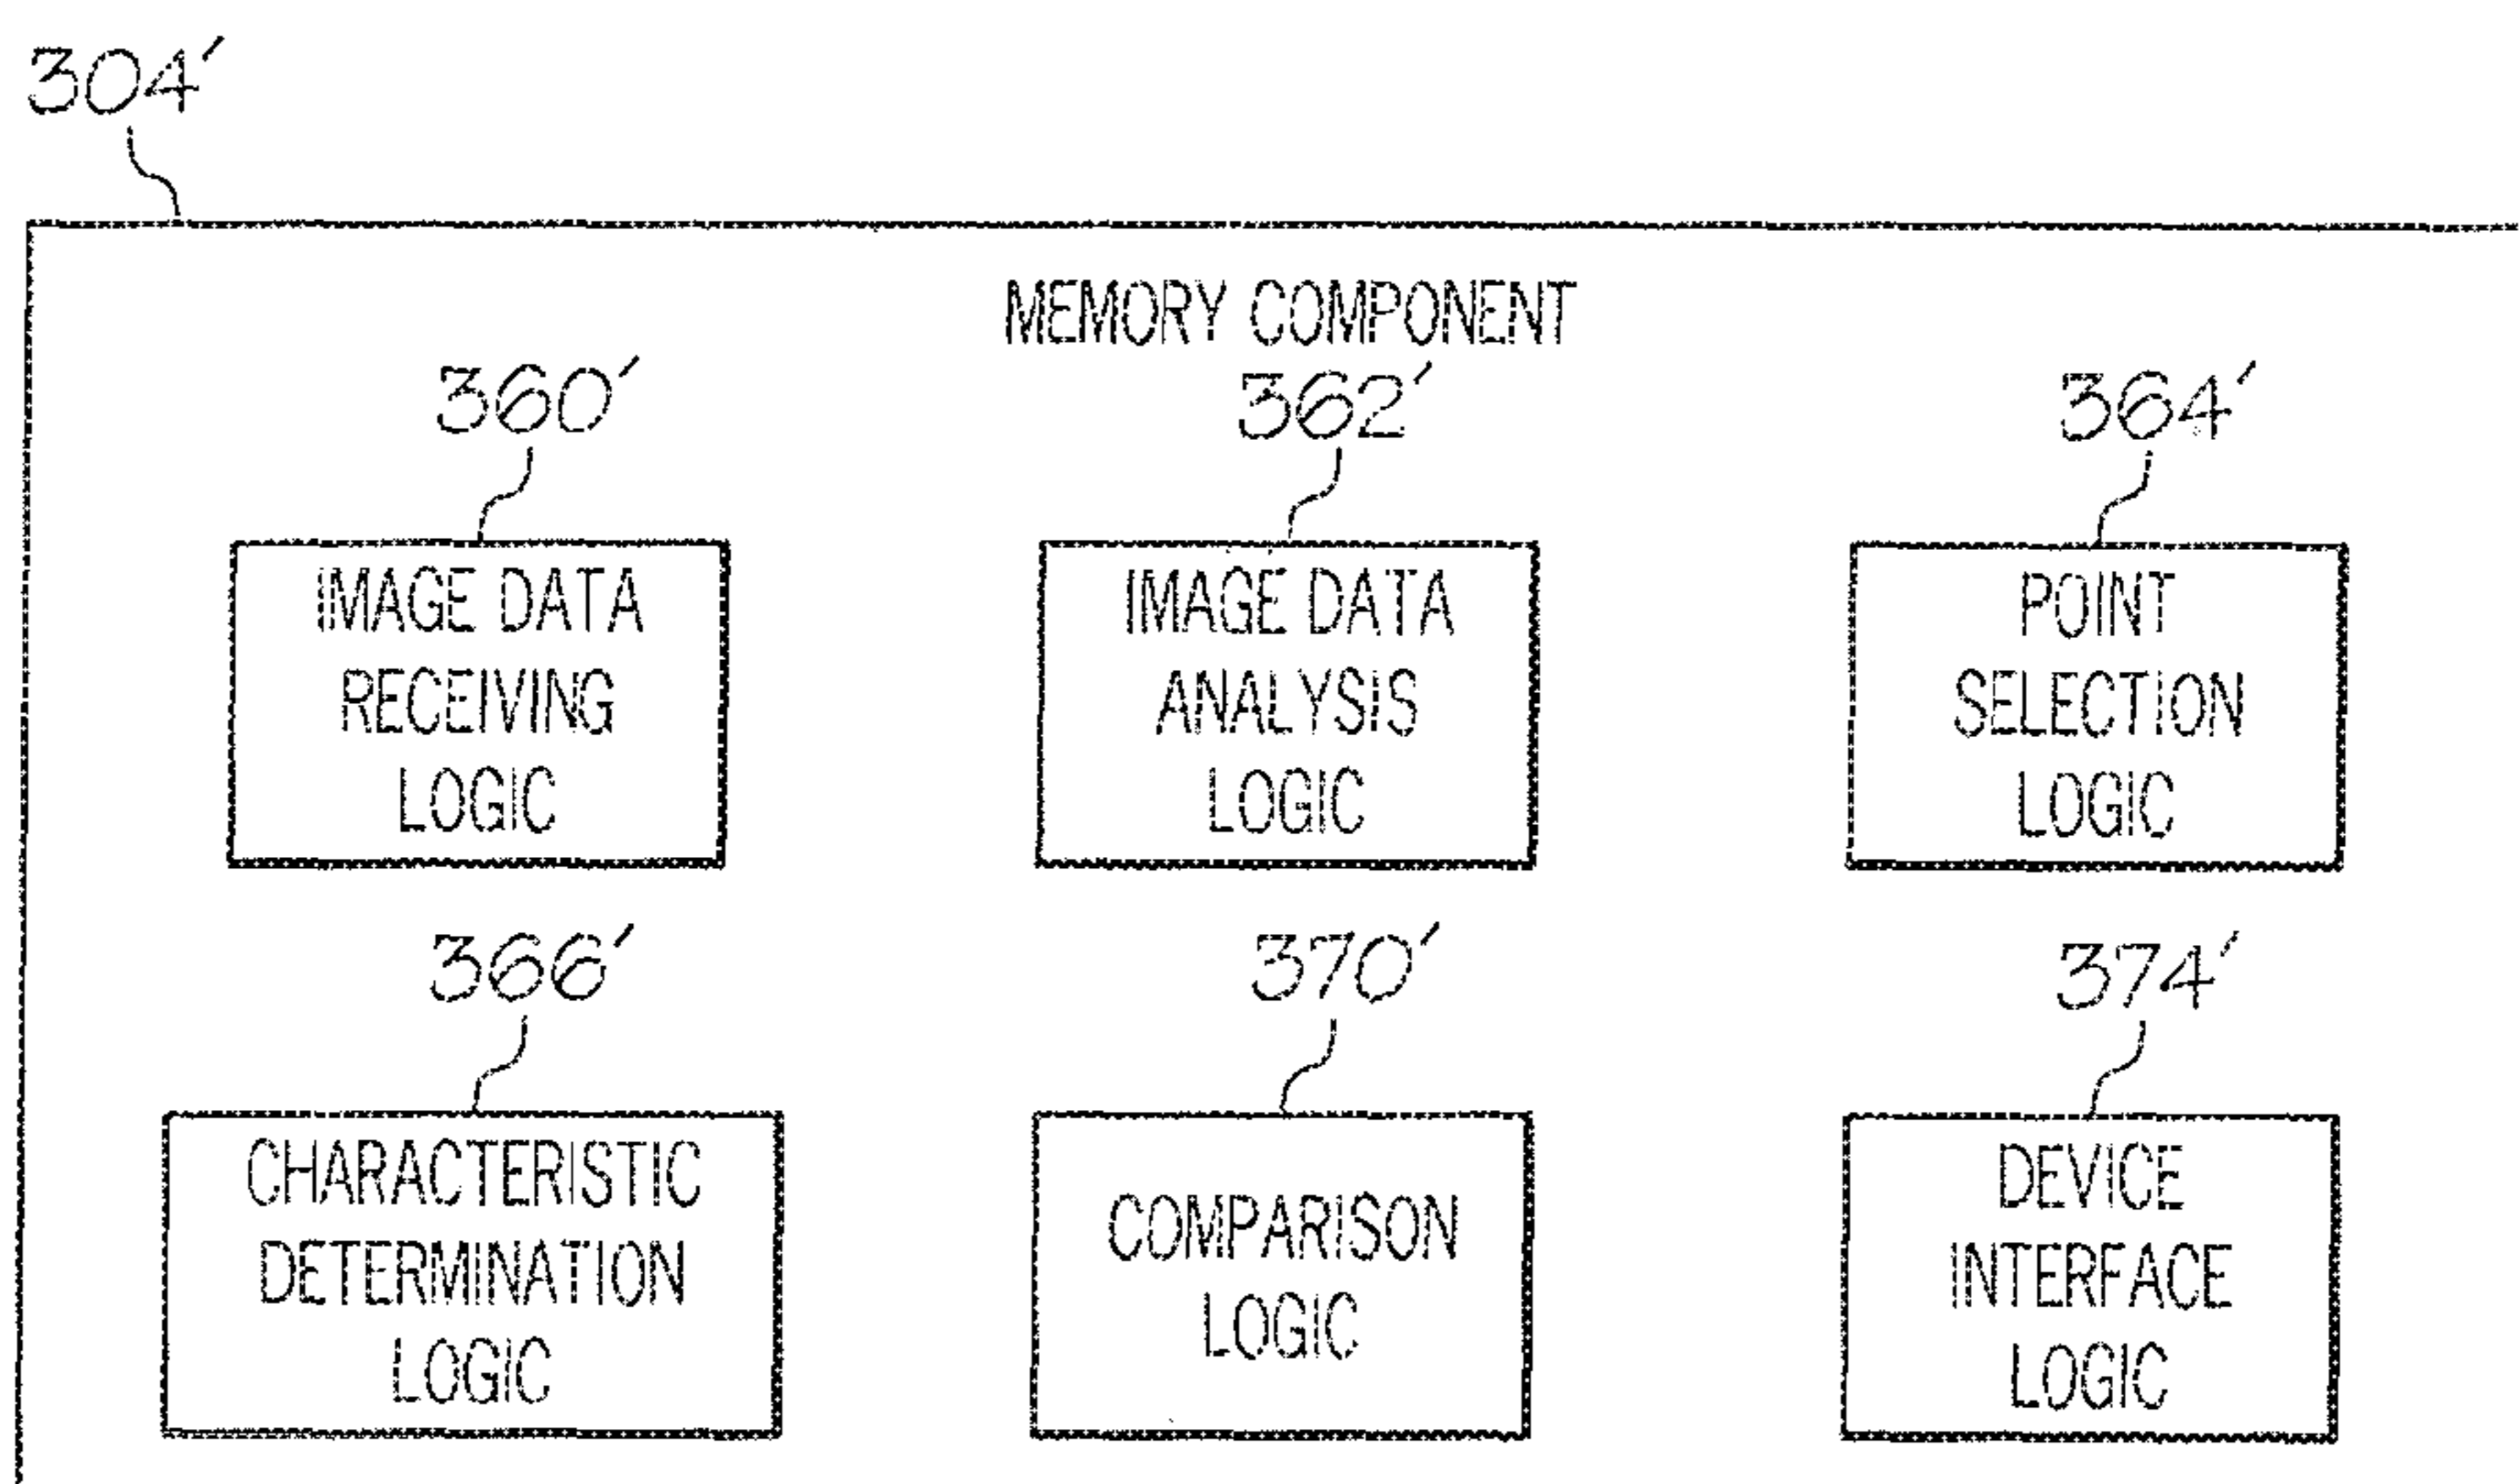 304'
MEMORY COMPONENT
360'
362'
364'
IMAGE DATA
RECEIVING
LOGIC
IMAGE DATA
ANALYSIS
LOGIC
POINT
SELECTION
LOGIC
366'
370'
374'
CHARACTERISTIC
DETERMINATION
LOGIC
COMPARISON
LOGIC
DEVICE
INTERFACE
LOGIC